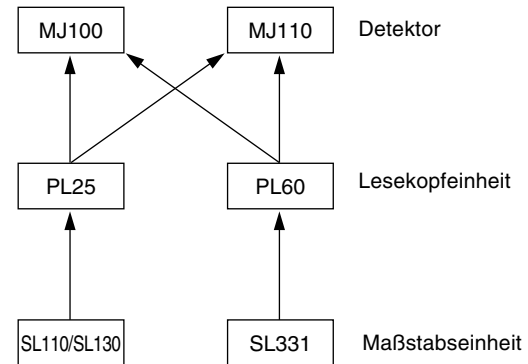 MJ100 MJ110 Detektor
PL25 PL60 Lesekopfeinheit
SL110/SL130 SL331 Maßstabseinheit